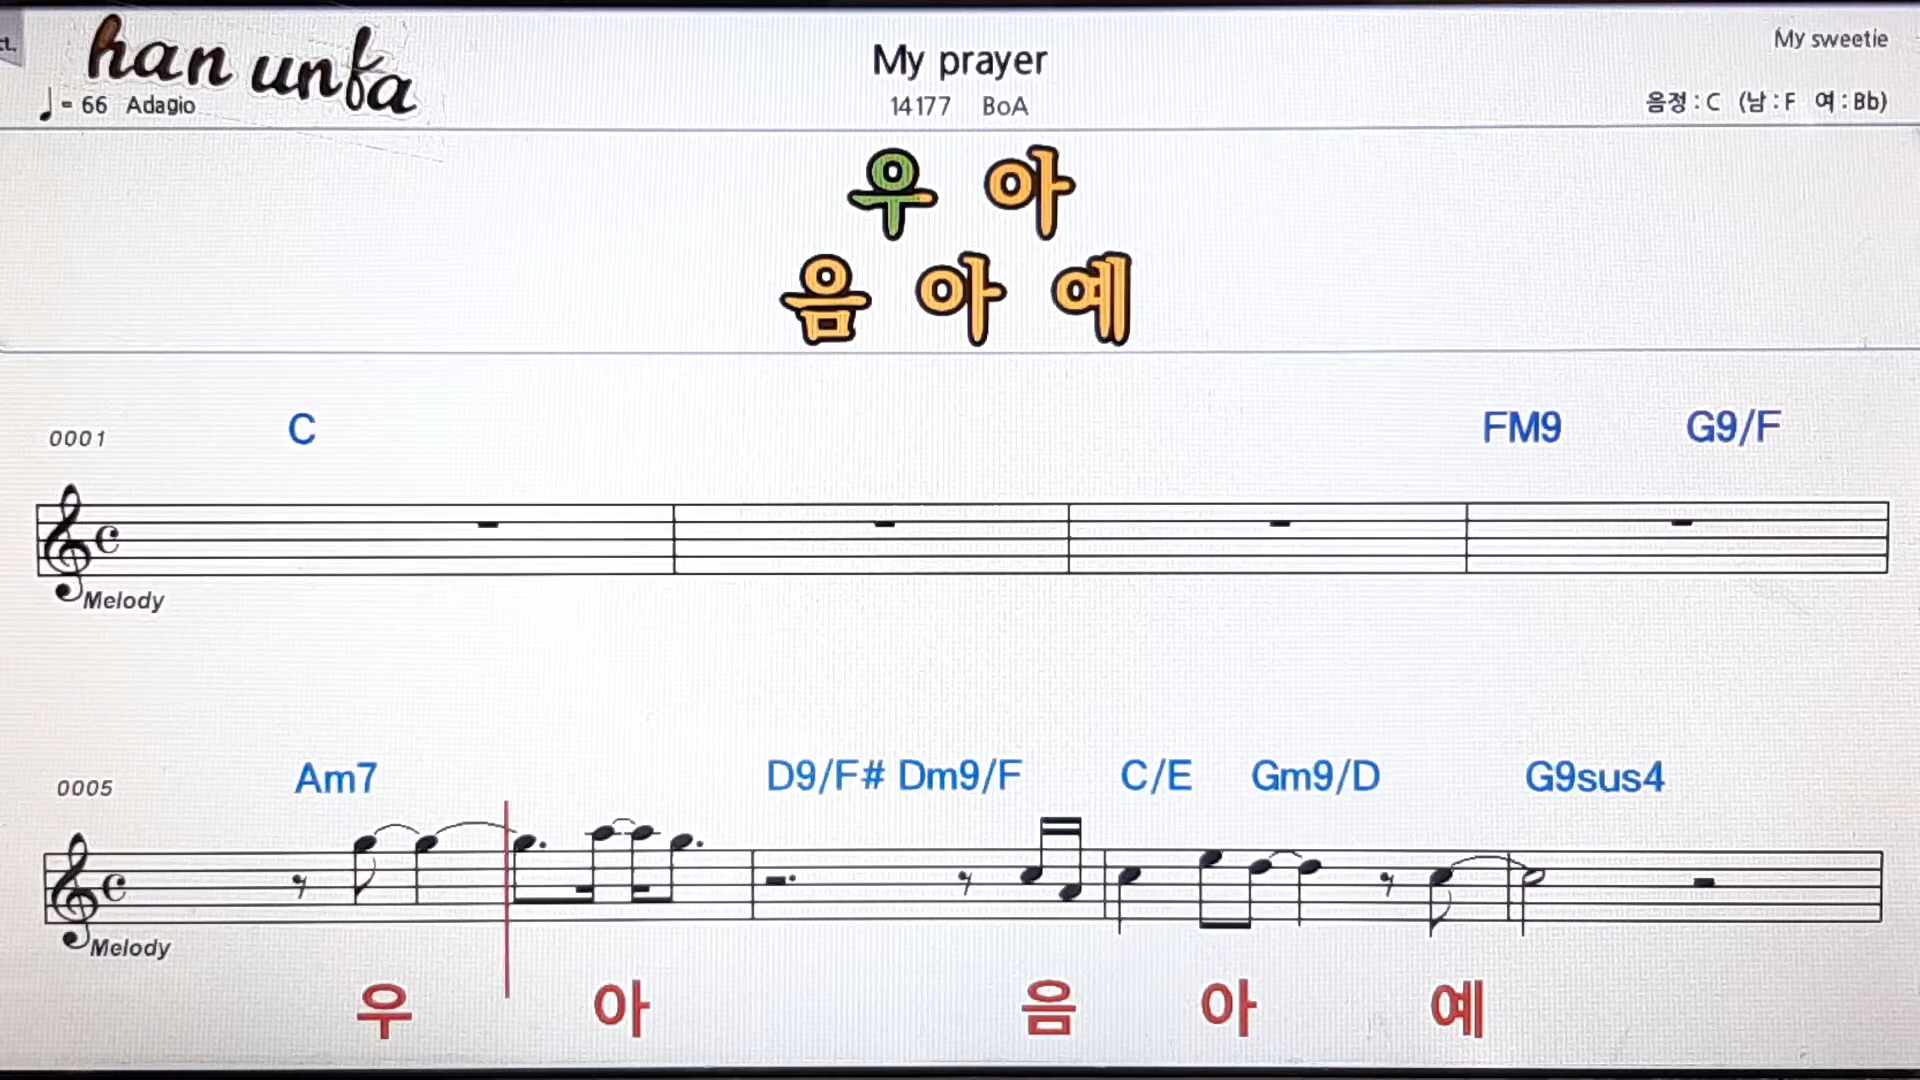 ct.
han unfa
My prayer
My sweetie
♩ = 66 Adagio
14177 BoA
음정 : C (남 : F 여 : Bb)
우 아
음 아 예
0001 C FM9 G9/F
Melody
0005 Am7 D9/F# Dm9/F C/E Gm9/D G9sus4
Melody
우 아 음 아 예